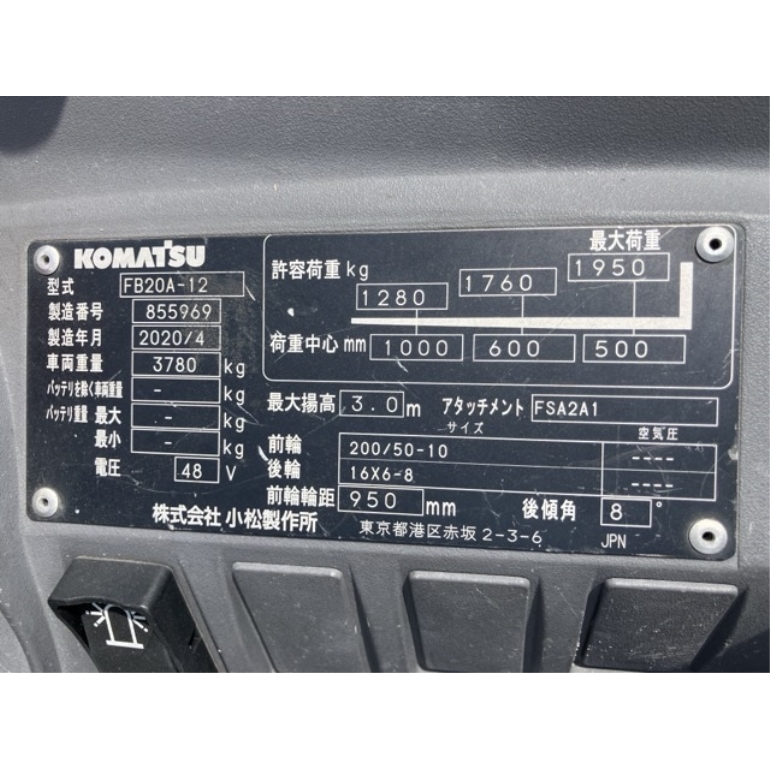 KOMATSU
型式 FB20A-12
製造番号 855969
製造年月 2020/4
車両重量 3780 kg
バッテリを除く車両重量 - kg
バッテリ重量 最大 - kg
最小 - kg
電圧 48 V
株式会社 小松製作所
最大荷重
許容荷重 kg 1280 1760 1950
荷重中心 mm 1000 600 500
最大揚高 3.0 m アタッチメント FSA2A1
サイズ 空気圧
前輪 200/50-10 ----
後輪 16X6-8 ----
前輪輪距 950 mm 後傾角 8 °
東京都港区赤坂 2-3-6 JPN